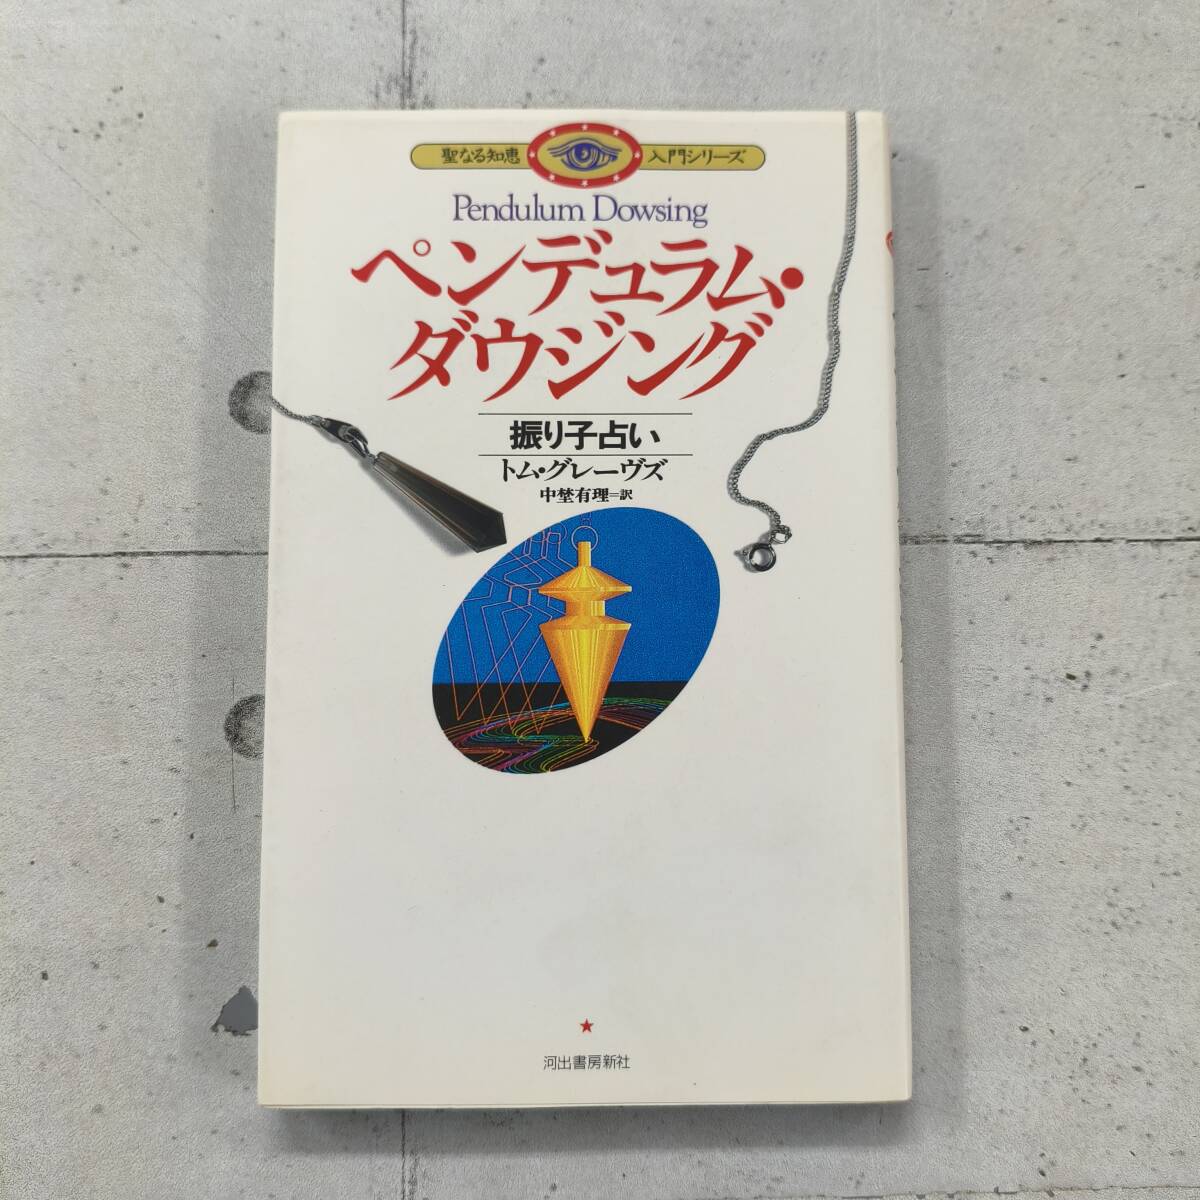 聖なる知恵 入門シリーズ
Pendulum Dowsing
ペンデュラム・
ダウジング
振り子占い
トム・グレーヴズ
中埜有理=訳
河出書房新社